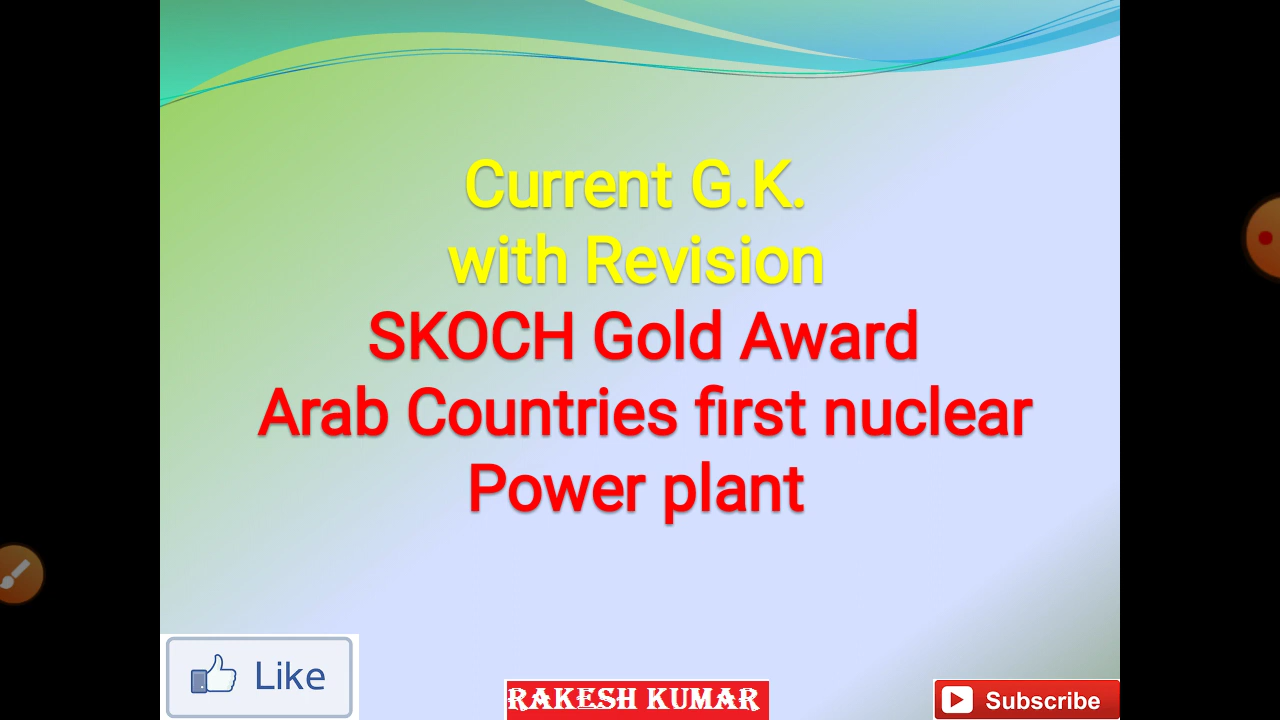 Current G.K.
with Revision
SKOCH Gold Award
Arab Countries first nuclear
Power plant
Like
RAKESH KUMAR
Subscribe